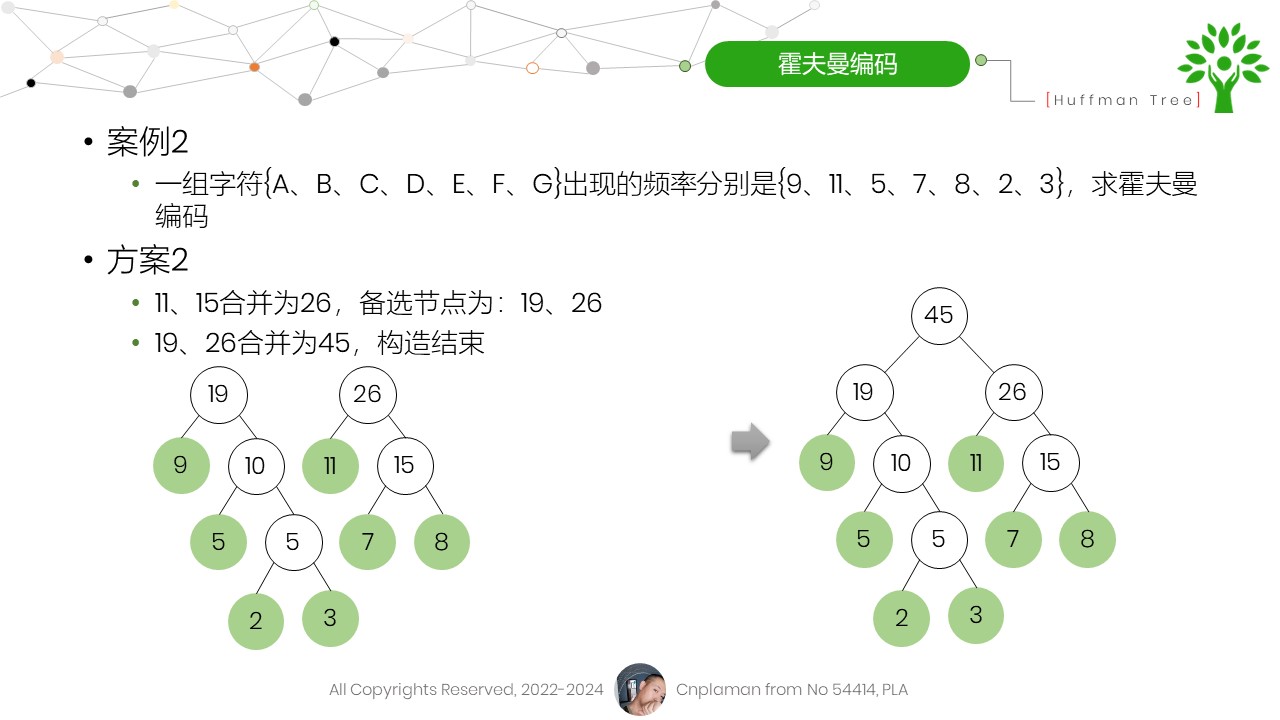 霍夫曼编码
[Huffman Tree]
• 案例2
• 一组字符{A、B、C、D、E、F、G}出现的频率分别是{9、11、5、7、8、2、3}，求霍夫曼
编码
• 方案2
• 11、15合并为26，备选节点为：19、26
• 19、26合并为45，构造结束
19 26
9 10 11 15
5 5 7 8
2 3
45
19 26
9 10 11 15
5 5 7 8
2 3
All Copyrights Reserved, 2022-2024 Cnplaman from No 54414, PLA